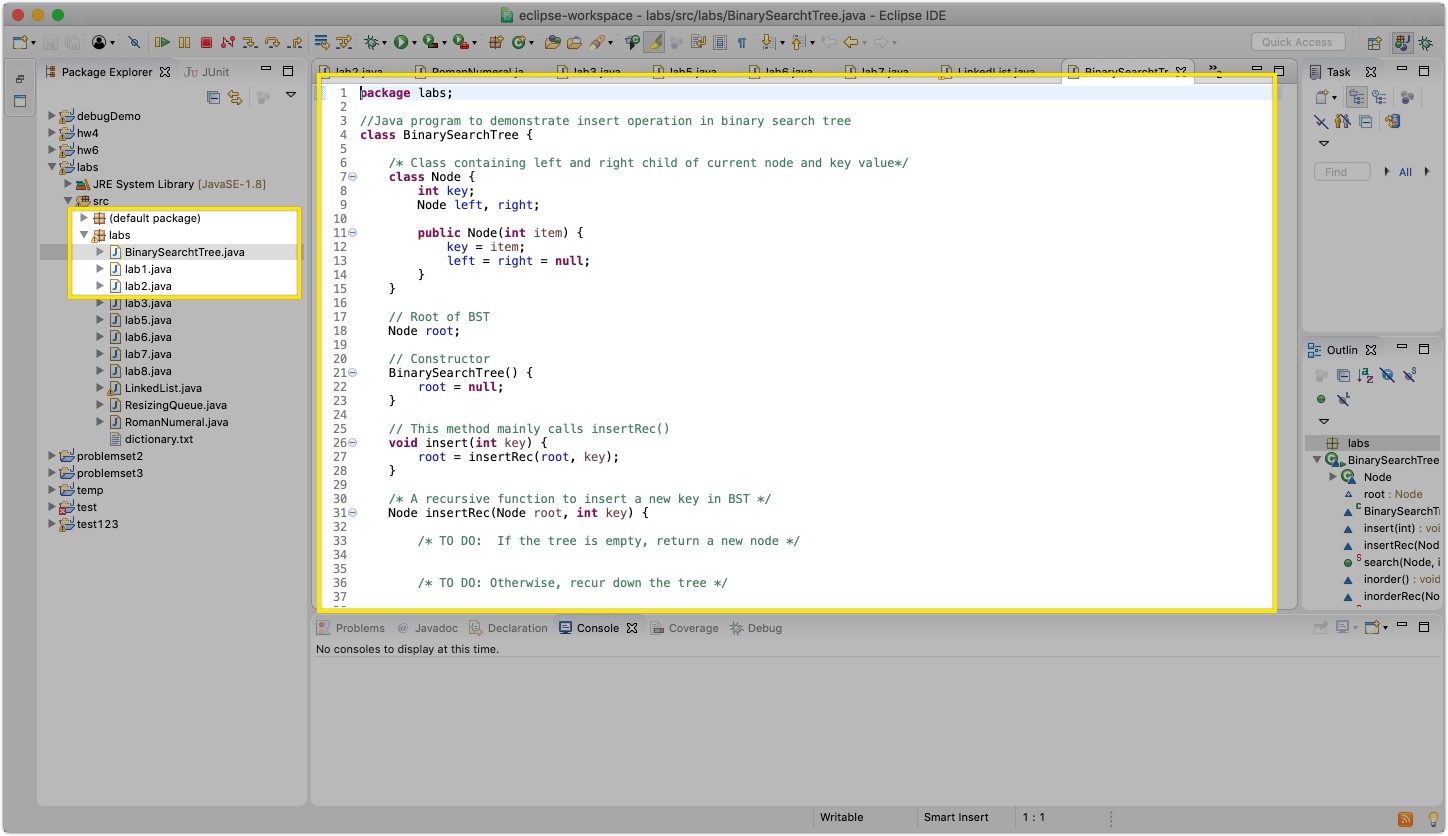 eclipse-workspace - labs/src/labs/BinarySearchtTree.java - Eclipse IDE
Quick Access
Package Explorer
JUnit
debugDemo
hw4
hw6
labs
JRE System Library [JavaSE-1.8]
src
(default package)
labs
BinarySearchtTree.java
lab1.java
lab2.java
lab3.java
lab5.java
lab6.java
lab7.java
lab8.java
LinkedList.java
ResizingQueue.java
RomanNumeral.java
dictionary.txt
problemset2
problemset3
temp
test
test123
lab2.java RomanNumeral.ja lab3.java lab5.java lab6.java lab7.java LinkedList.java BinarySearchtTr
1 package labs;
2
3 //Java program to demonstrate insert operation in binary search tree
4 class BinarySearchTree {
5
6 /* Class containing left and right child of current node and key value*/
7 class Node {
8 int key;
9 Node left, right;
10
11 public Node(int item) {
12 key = item;
13 left = right = null;
14 }
15 }
16
17 // Root of BST
18 Node root;
19
20 // Constructor
21 BinarySearchTree() {
22 root = null;
23 }
24
25 // This method mainly calls insertRec()
26 void insert(int key) {
27 root = insertRec(root, key);
28 }
29
30 /* A recursive function to insert a new key in BST */
31 Node insertRec(Node root, int key) {
32
33 /* TO DO:  If the tree is empty, return a new node */
34
35
36 /* TO DO: Otherwise, recur down the tree */
37
Task
Find
All
Outlin
labs
BinarySearchTree
Node
root : Node
BinarySearchT
insert(int) : voi
insertRec(Nod
search(Node, i
inorder() : void
inorderRec(No
Problems @ Javadoc Declaration Console Coverage Debug
No consoles to display at this time.
Writable Smart Insert 1 : 1